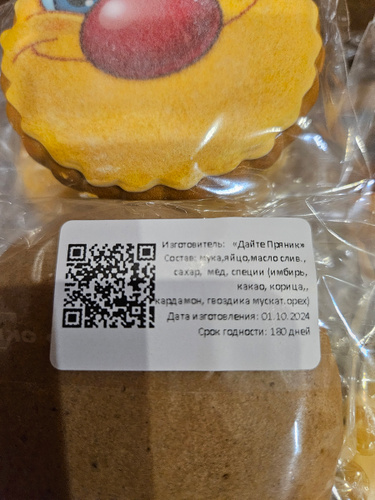 Изготовитель: «Дайте Пряник»
Состав: мука,яйцо,масло слив.,
сахар, мёд, специи (имбирь,
какао, корица,,
кардамон, гвоздика мускат.орех)
Дата изготовления: 01.10.2024
Срок годности: 180 дней